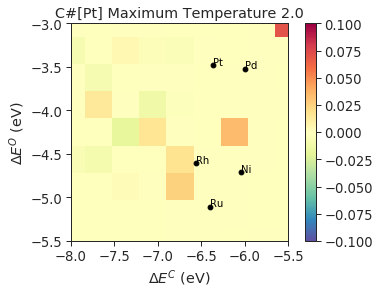 C#[Pt] Maximum Temperature 2.0
−3.0
−3.5
−4.0
−4.5
−5.0
−5.5
ΔE^O (eV)
Pt
Pd
Rh
Ni
Ru
−8.0 −7.5 −7.0 −6.5 −6.0 −5.5
ΔE^C (eV)
0.100
0.075
0.050
0.025
0.000
−0.025
−0.050
−0.075
−0.100